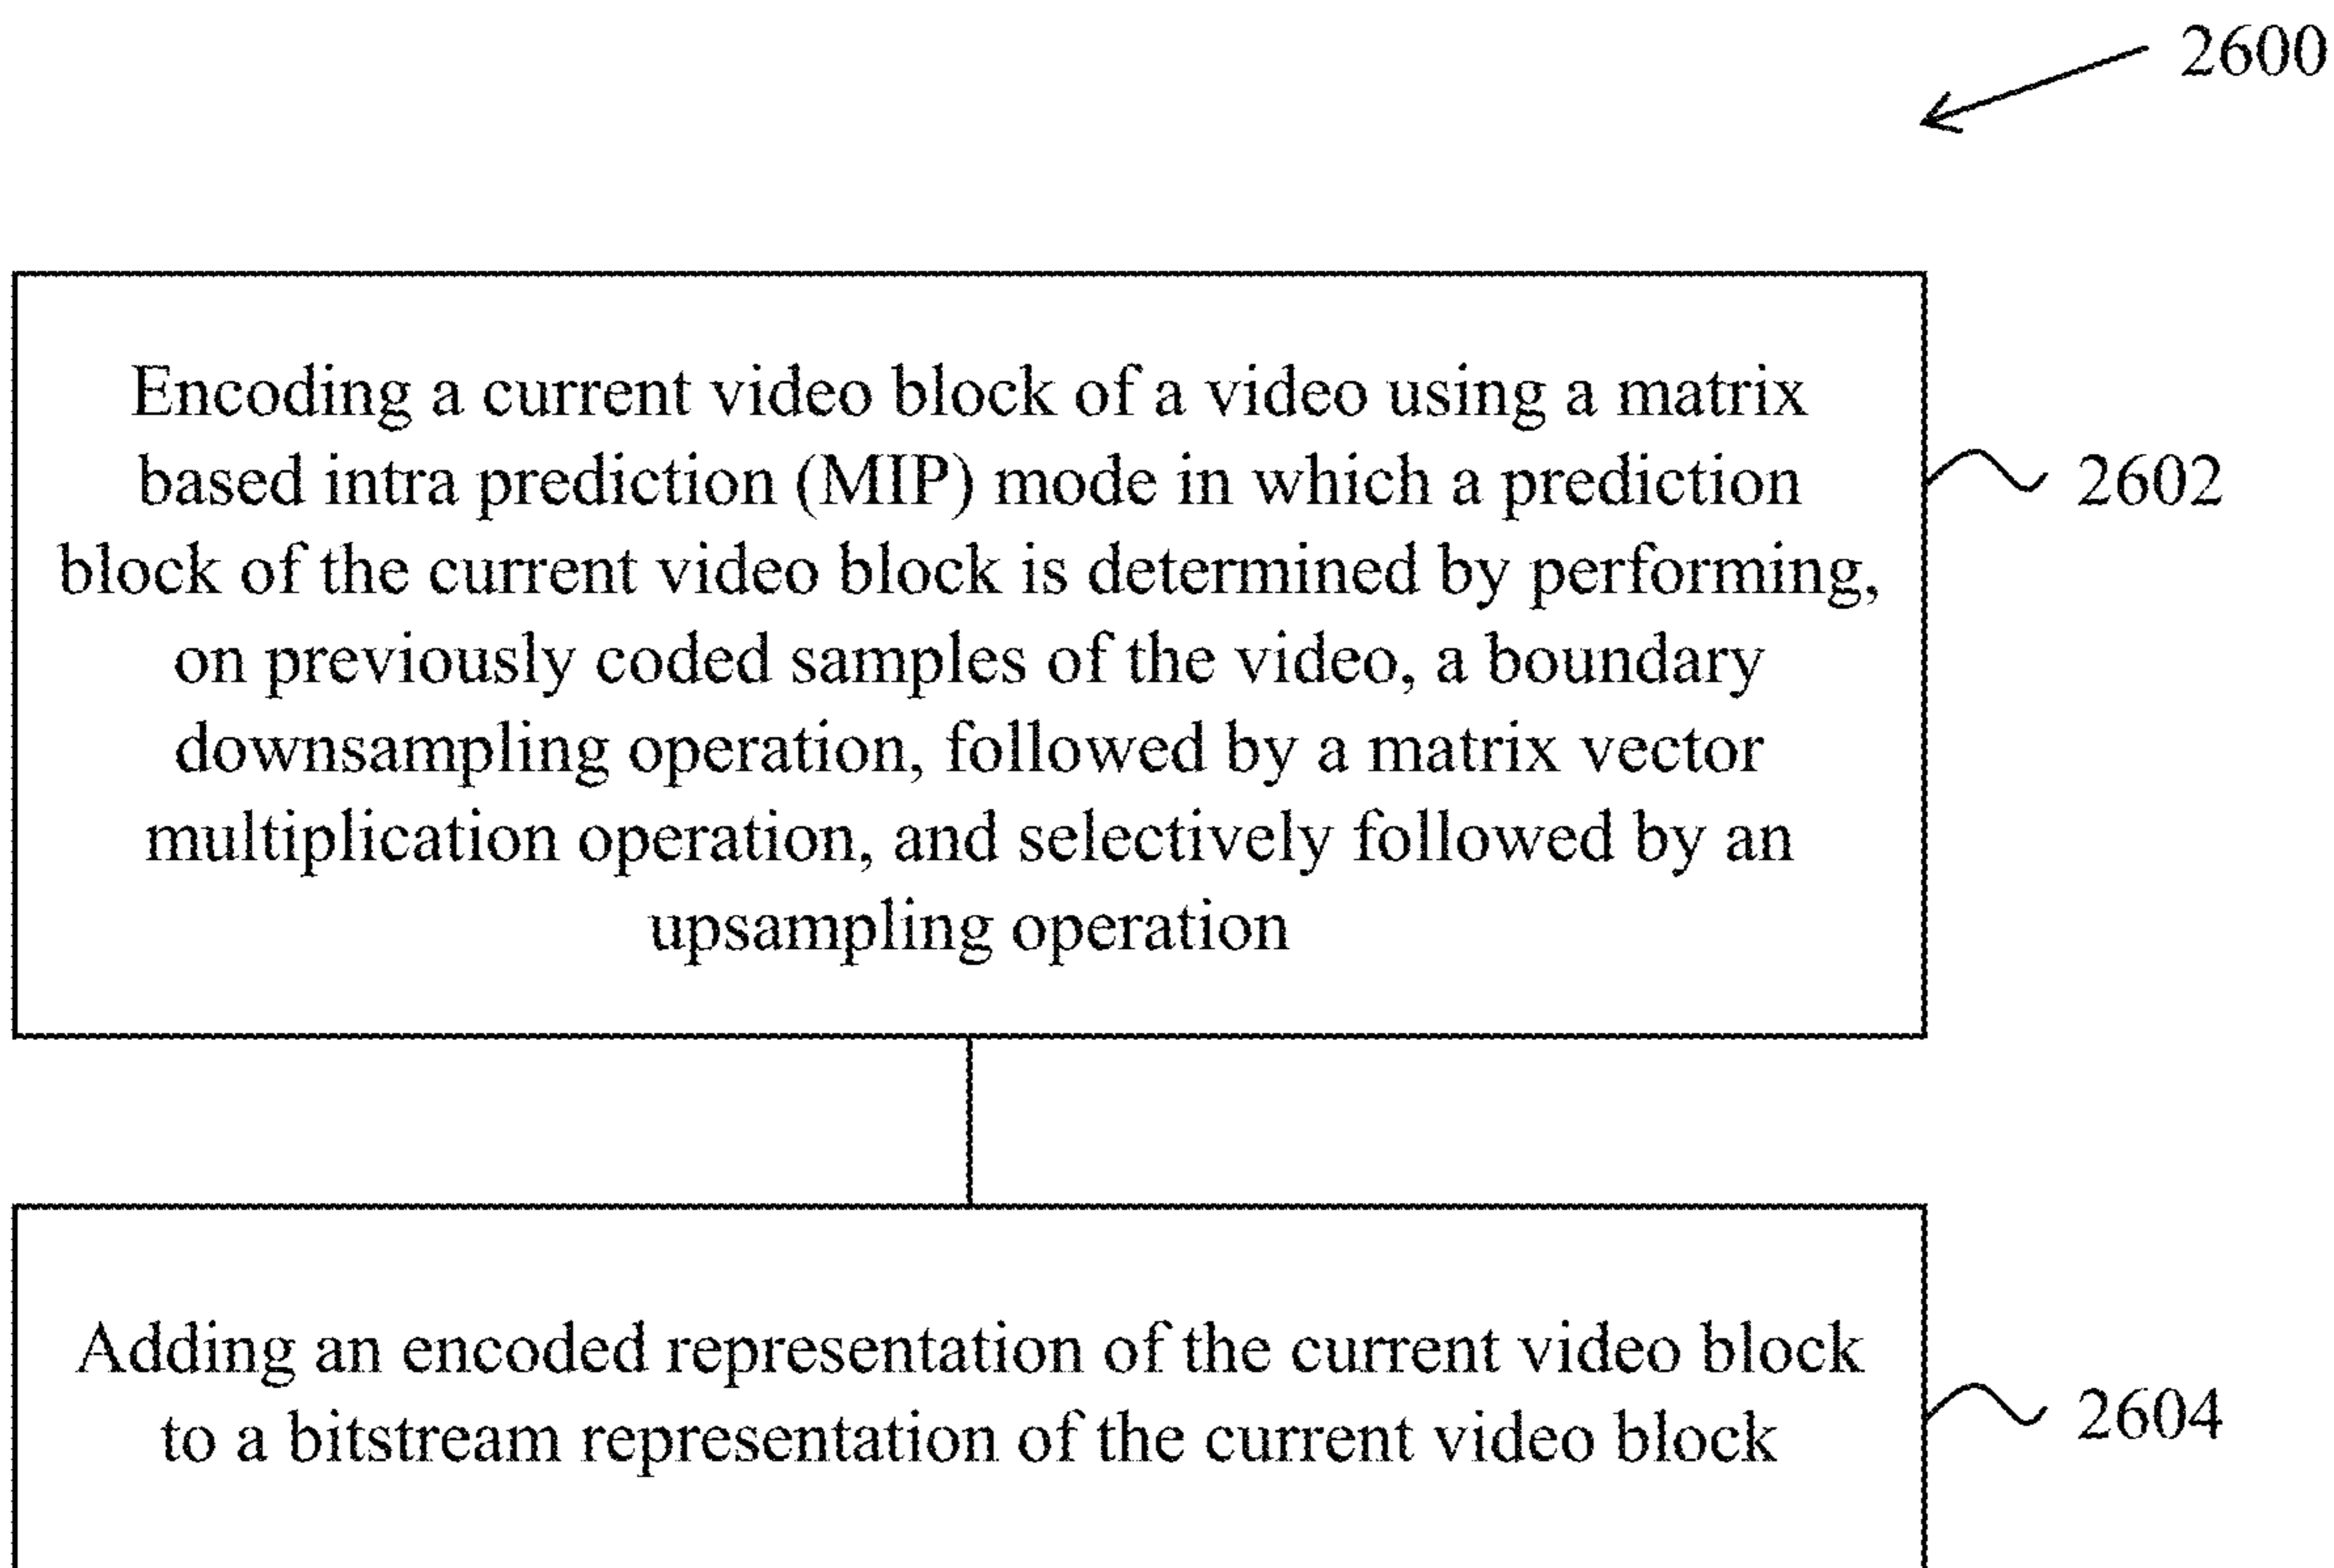 2600
Encoding a current video block of a video using a matrix
based intra prediction (MIP) mode in which a prediction
block of the current video block is determined by performing,
on previously coded samples of the video, a boundary
downsampling operation, followed by a matrix vector
multiplication operation, and selectively followed by an
upsampling operation
2602
Adding an encoded representation of the current video block
to a bitstream representation of the current video block
2604